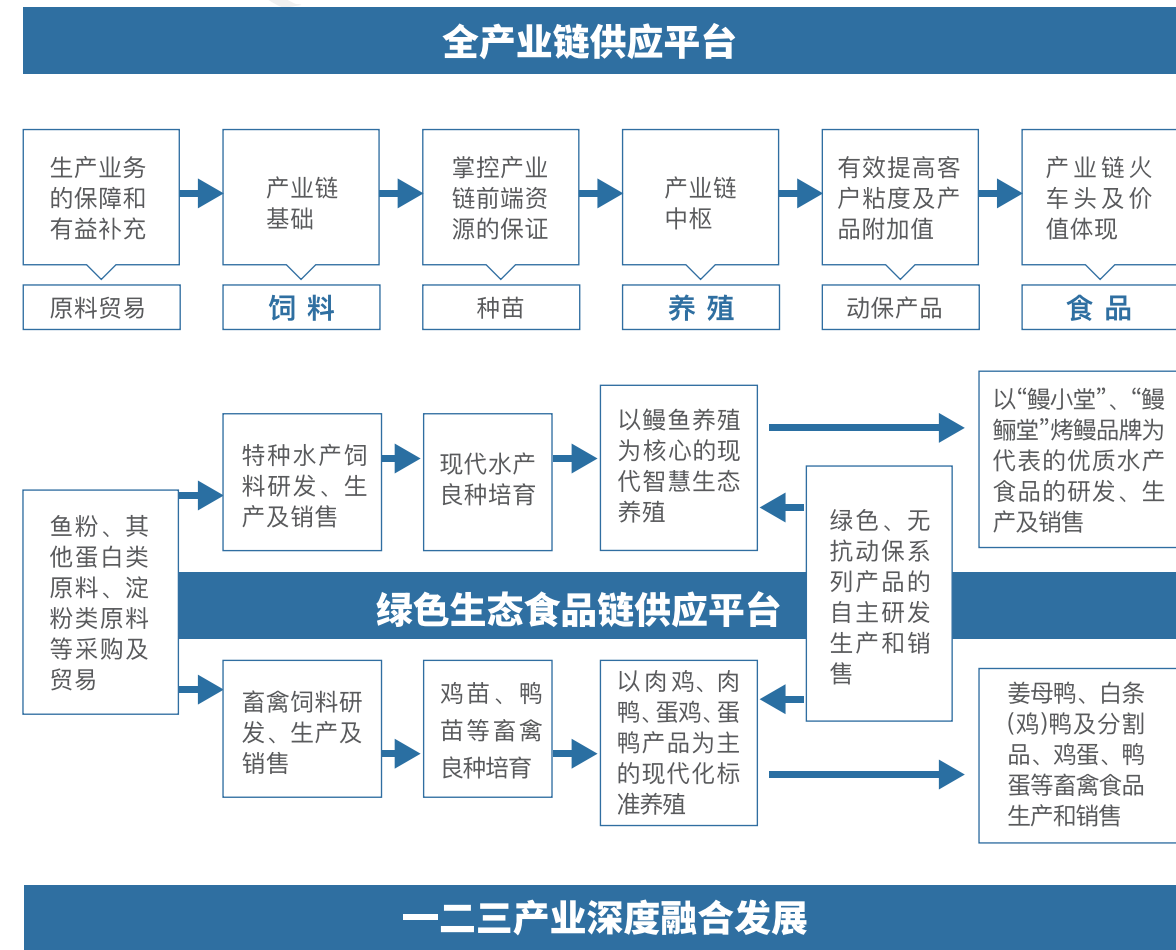 全产业链供应平台
生产业务
的保障和
有益补充
产业链
基础
掌控产业
链前端资
源的保证
产业链
中枢
有效提高客
户粘度及产
品附加值
产业链火
车头及价
值体现
原料贸易
饲料
种苗
养殖
动保产品
食品
鱼粉、其
他蛋白类
原料、淀
粉类原料
等采购及
贸易
特种水产饲
料研发、生
产及销售
现代水产
良种培育
以鳗鱼养殖
为核心的现
代智慧生态
养殖
绿色、无
抗动保系
列产品的
自主研发
生产和销
售
以“鳗小堂”、“鳗
鲡堂”烤鳗品牌为
代表的优质水产
食品的研发、生
产及销售
绿色生态食品链供应平台
畜禽饲料研
发、生产及
销售
鸡苗、鸭
苗等畜禽
良种培育
以肉鸡、肉
鸭、蛋鸡、蛋
鸭产品为主
的现代化标
准养殖
姜母鸭、白条
(鸡)鸭及分割
品、鸡蛋、鸭
蛋等畜禽食品
生产和销售
一二三产业深度融合发展